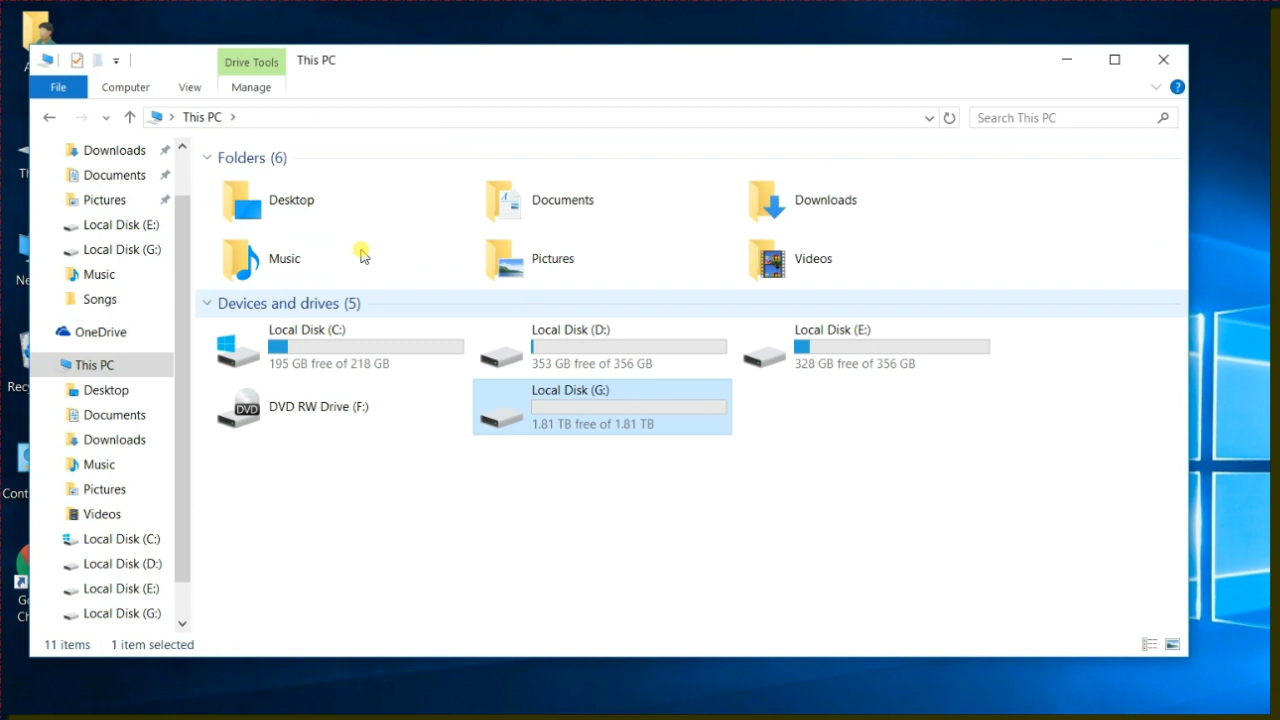 Drive Tools
This PC
File
Computer
View
Manage
This PC
Search This PC
Downloads
Documents
Pictures
Local Disk (E:)
Local Disk (G:)
Music
Songs
OneDrive
This PC
Desktop
Documents
Downloads
Music
Pictures
Videos
Local Disk (C:)
Local Disk (D:)
Local Disk (E:)
Local Disk (G:)
Folders (6)
Desktop
Documents
Downloads
Music
Pictures
Videos
Devices and drives (5)
Local Disk (C:)
195 GB free of 218 GB
Local Disk (D:)
353 GB free of 356 GB
Local Disk (E:)
328 GB free of 356 GB
DVD
DVD RW Drive (F:)
Local Disk (G:)
1.81 TB free of 1.81 TB
11 items
1 item selected